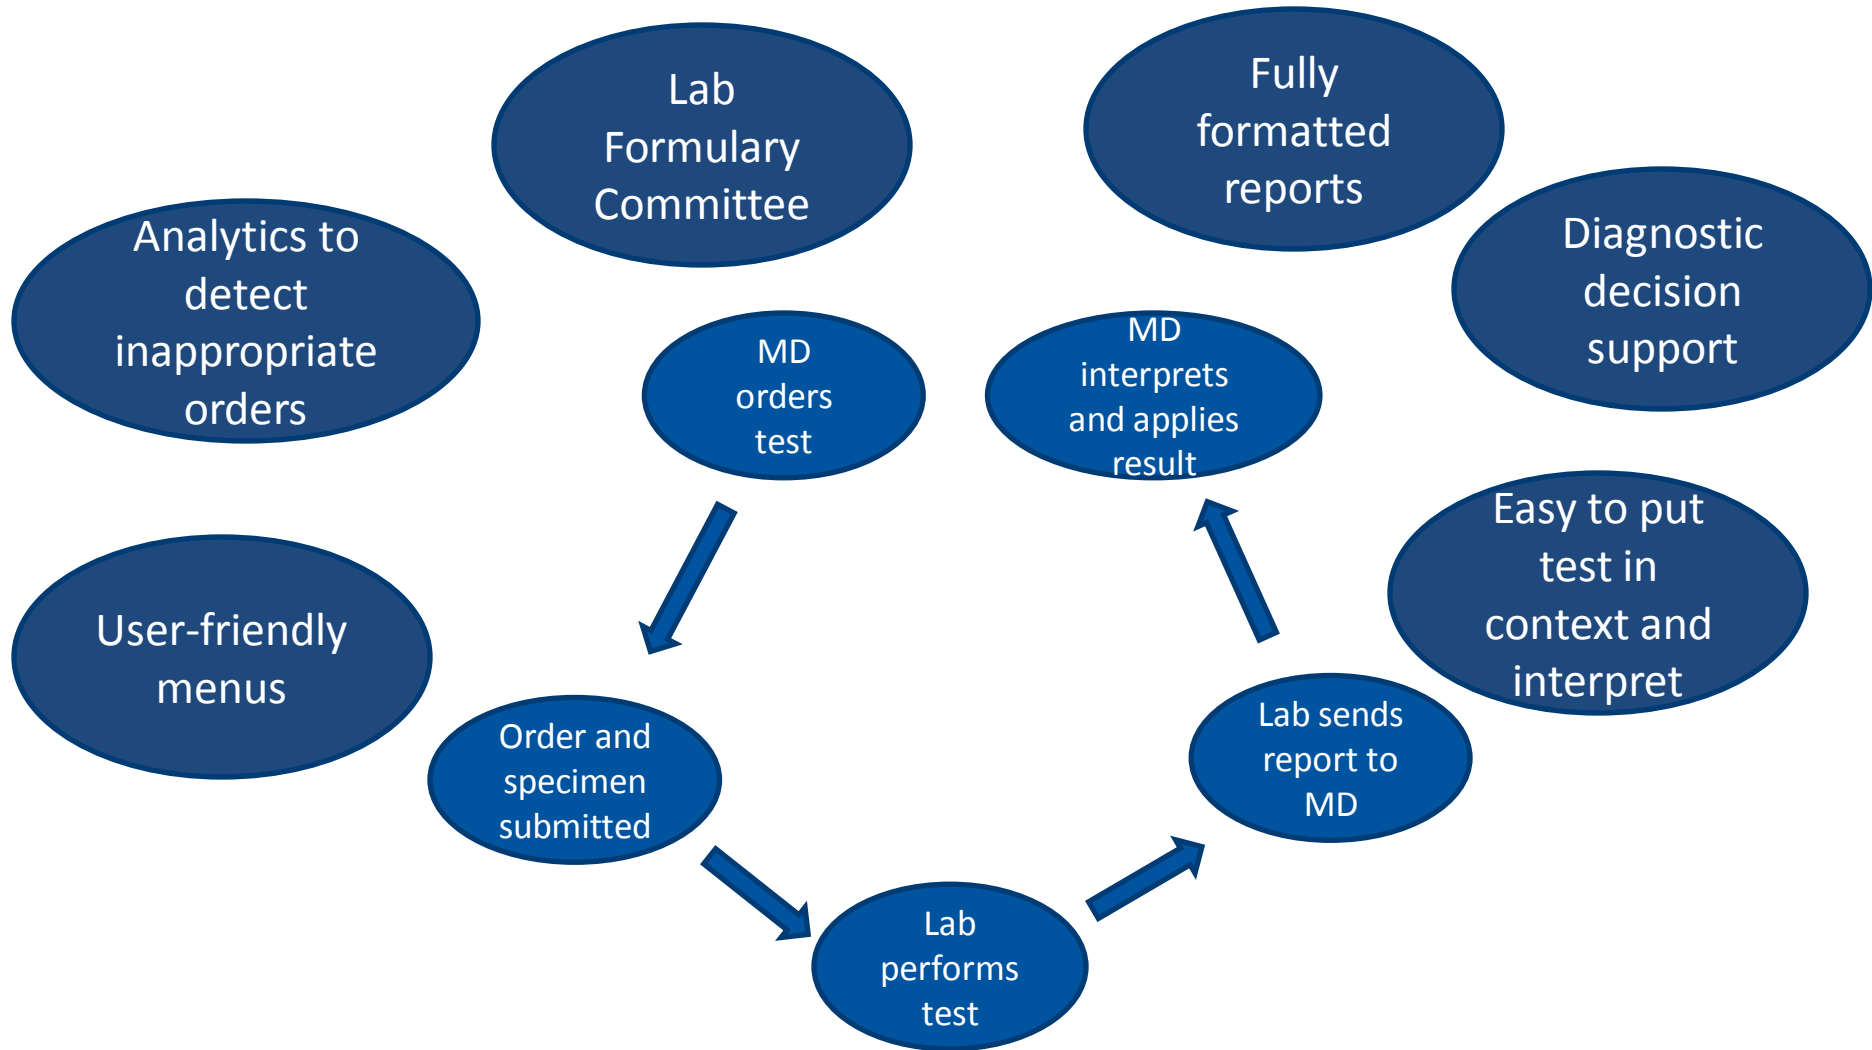 Lab
Formulary
Committee
Fully
formatted
reports
Analytics to
detect
inappropriate
orders
Diagnostic
decision
support
MD
orders
test
MD
interprets
and applies
result
User-friendly
menus
Easy to put
test in
context and
interpret
Order and
specimen
submitted
Lab sends
report to
MD
Lab
performs
test